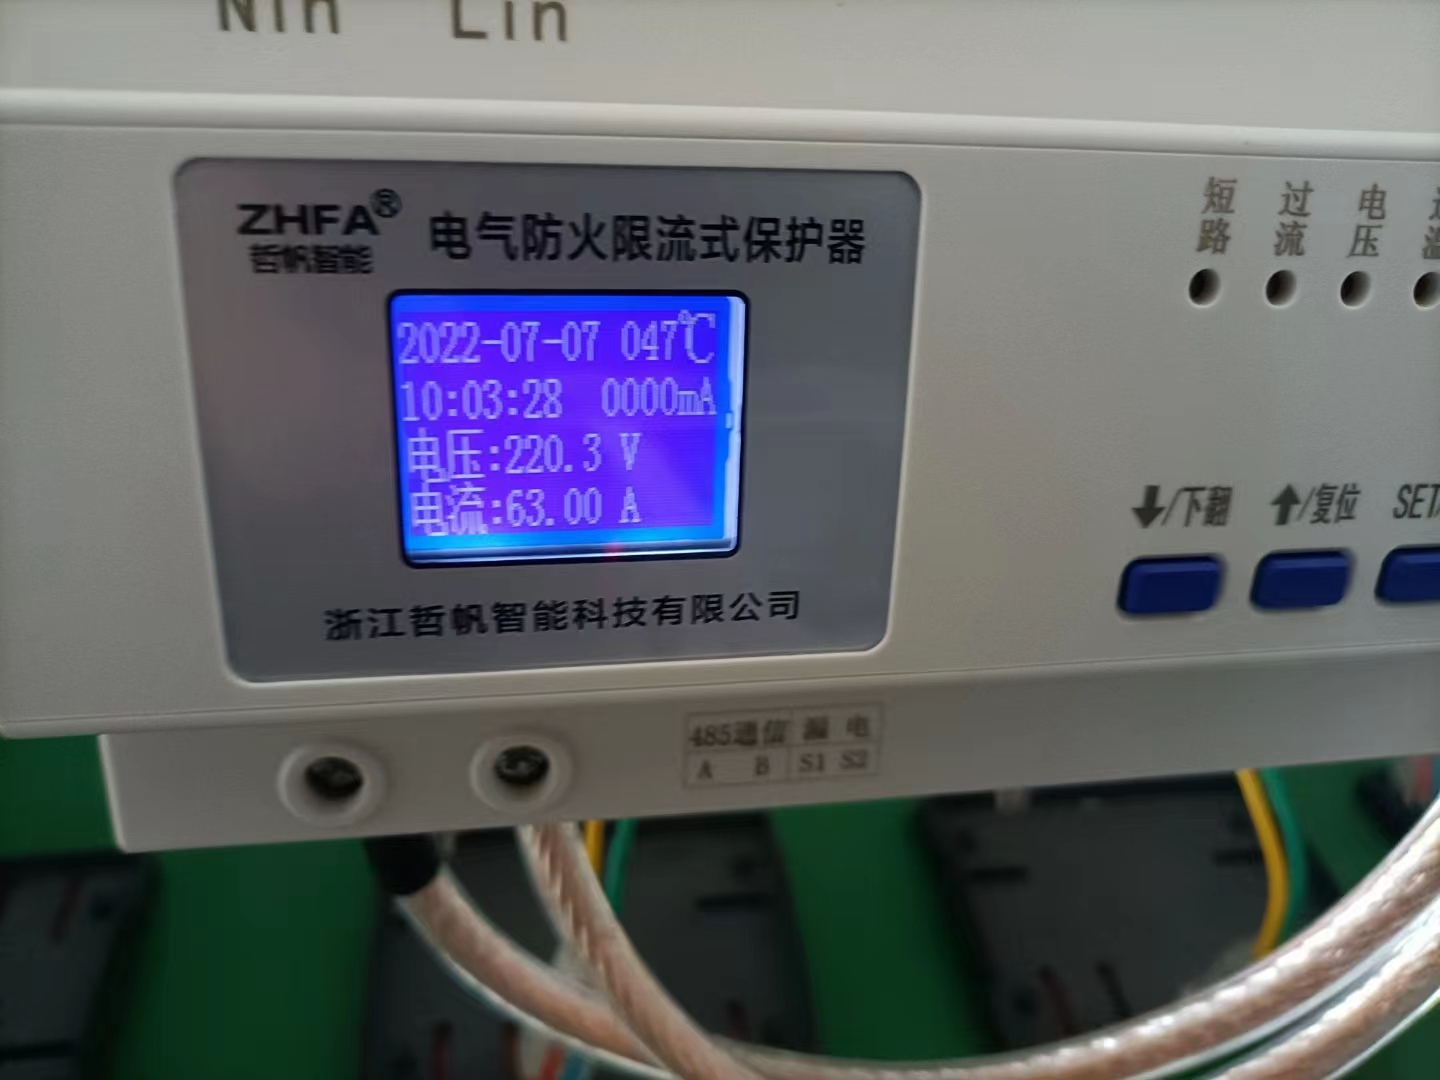 Nin Lin
ZHFA®
哲帆智能
电气防火限流式保护器
2022-07-07 047℃
10:03:28 0000mA
电压:220.3 V
电流:63.00 A
浙江哲帆智能科技有限公司
短路
过流
电压
↓/下翻
↑/复位
SET
485通信 漏电
A B S1 S2